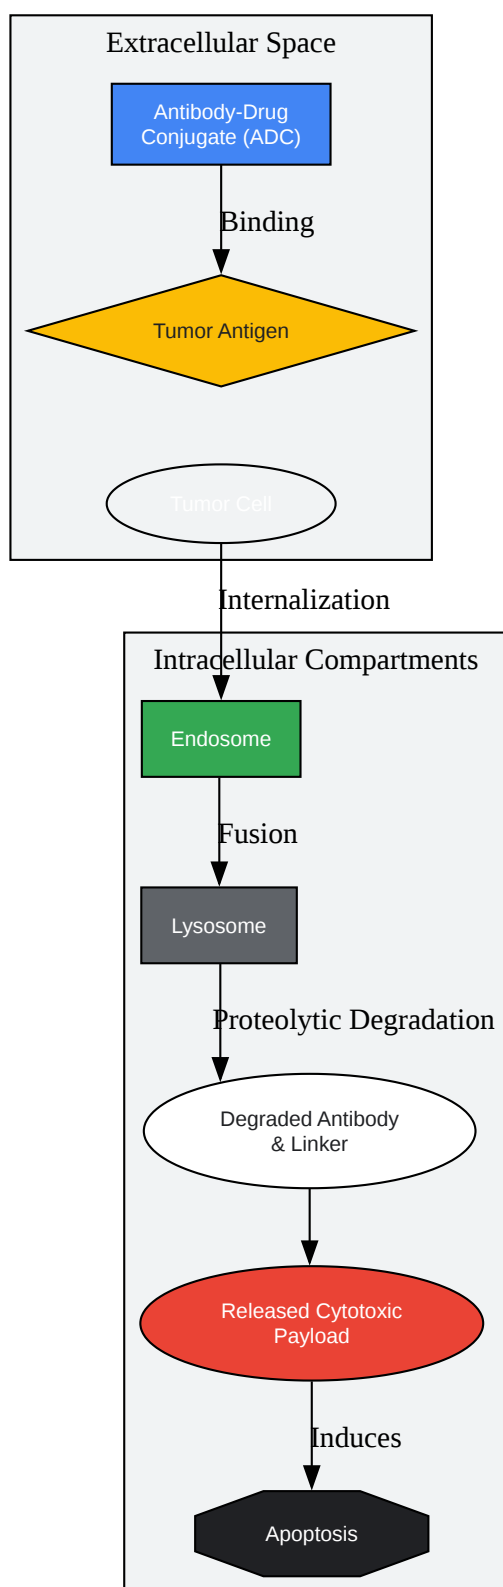 Extracellular Space
Antibody-Drug
Conjugate (ADC)
Binding
Tumor Antigen
Tumor Cell
Internalization
Intracellular Compartments
Endosome
Fusion
Lysosome
Proteolytic Degradation
Degraded Antibody
& Linker
Released Cytotoxic
Payload
Induces
Apoptosis